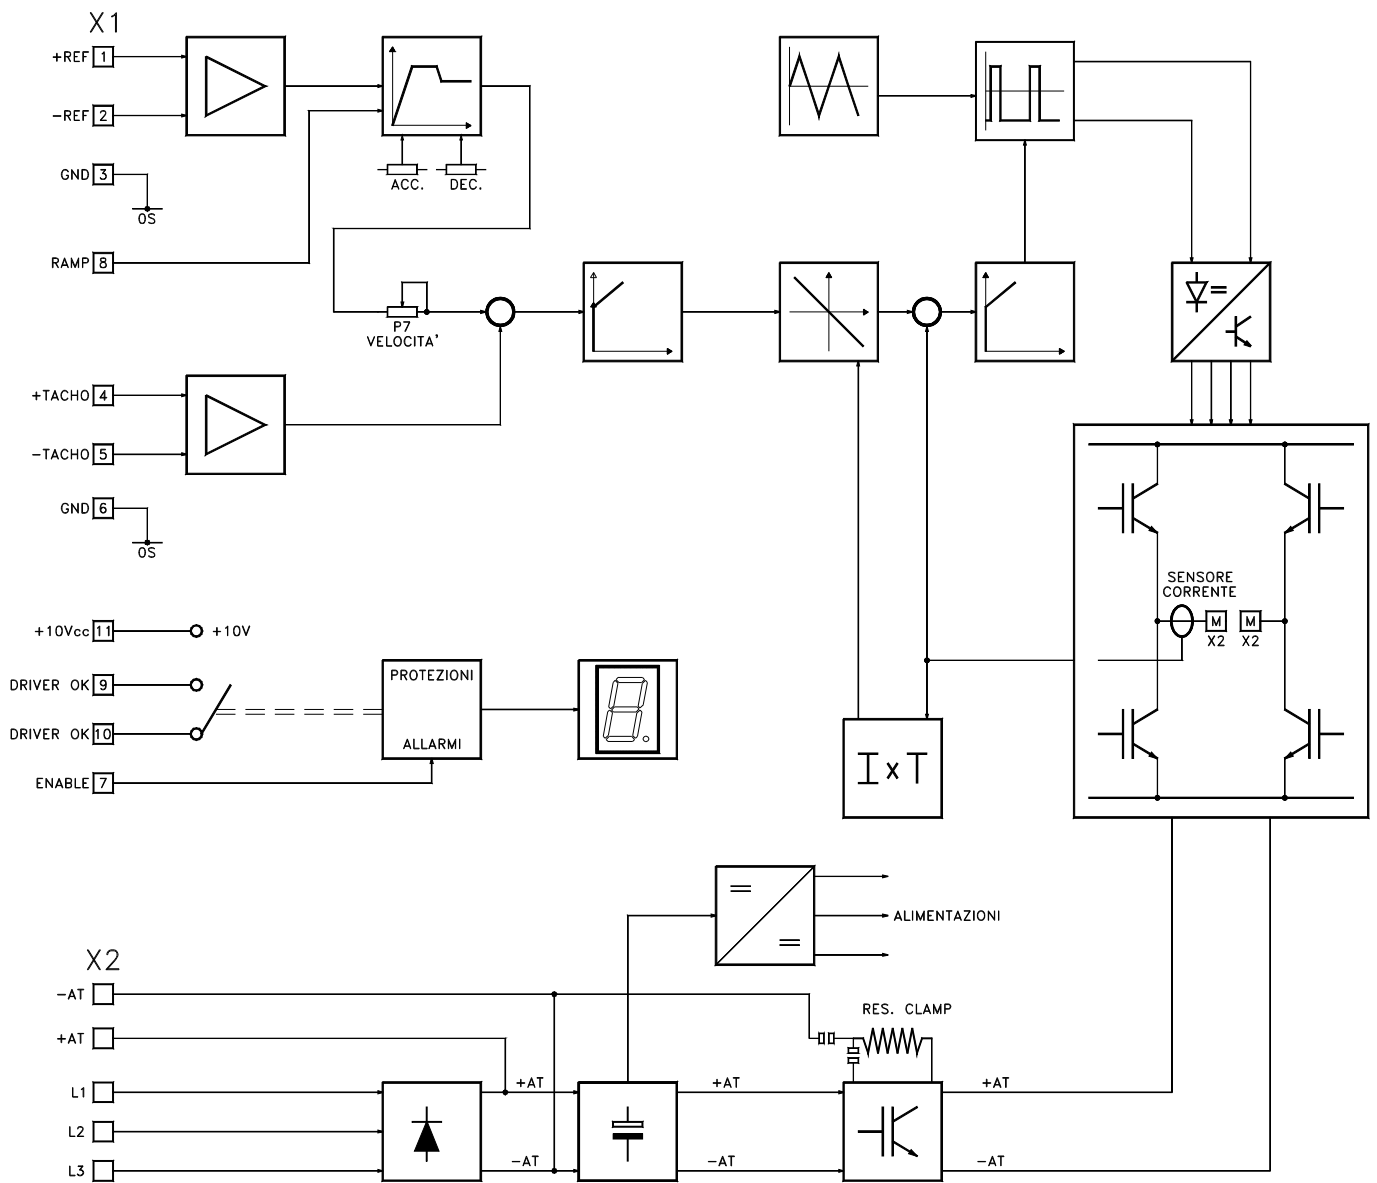 X1
+REF 1
-REF 2
GND 3
0S
RAMP 8
ACC.
DEC.
P7
VELOCITA'
+TACHO 4
-TACHO 5
GND 6
0S
+10Vcc 11
+10V
DRIVER OK 9
DRIVER OK 10
ENABLE 7
PROTEZIONI
ALLARMI
I x T
SENSORE
CORRENTE
M
X2
M
X2
ALIMENTAZIONI
X2
-AT
+AT
L1
L2
L3
+AT
-AT
+AT
-AT
RES. CLAMP
+AT
-AT